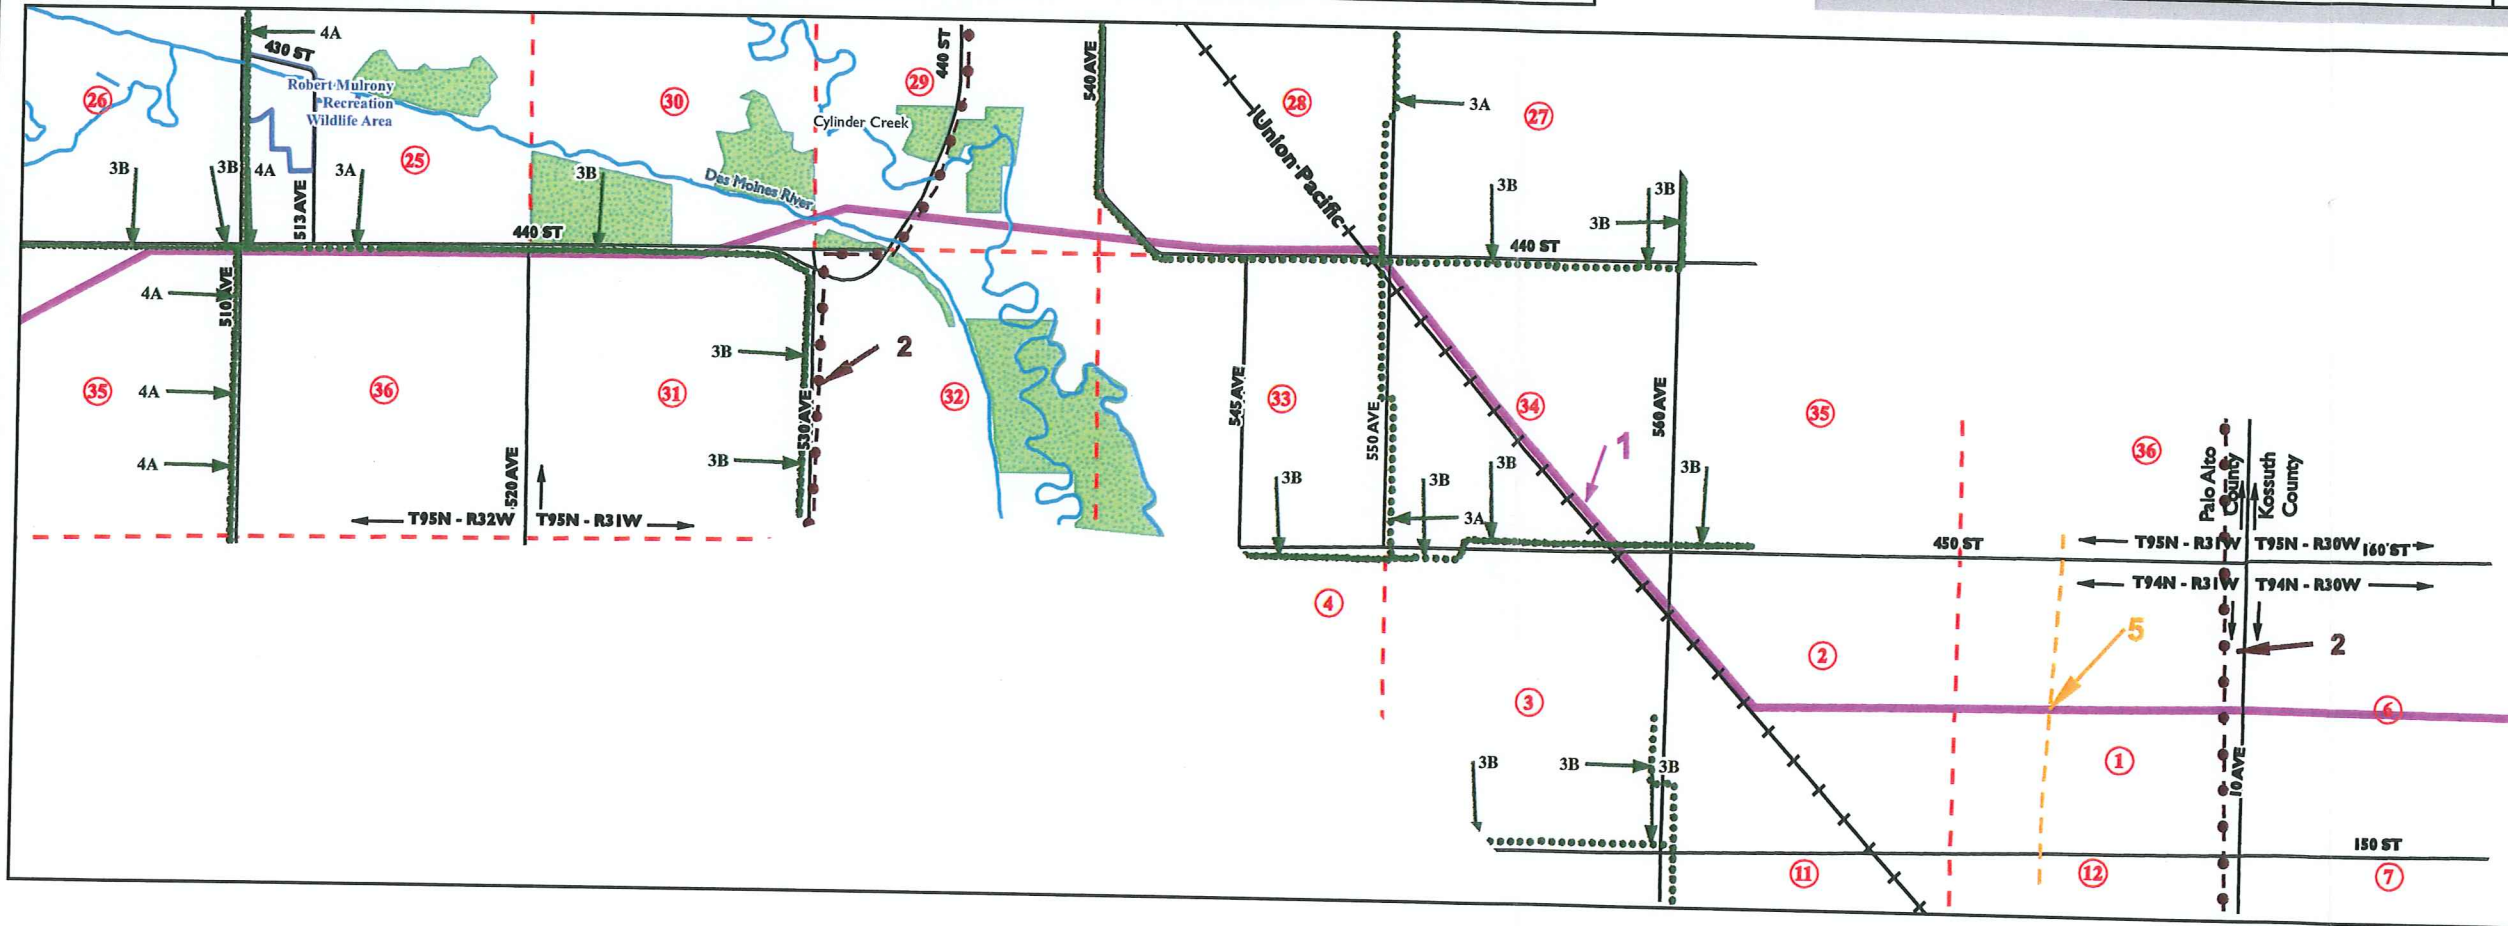 4A
430 ST
Robert Mulrony
Recreation
Wildlife Area
26
25
30
29
28
27
440 ST
540 AVE
Union Pacific
3A
Cylinder Creek
3B
3B
4A
3A
3B
Des Moines River
3B
3B
3B
513 AVE
440 ST
440 ST
4A
510 AVE
3B
2
35
4A
36
31
32
545 AVE
33
550 AVE
34
560 AVE
35
530 AVE
4A
520 AVE
3B
3B
3B
3B
1
3B
36
Palo Alto
County
Kossuth
County
T95N - R32W
T95N - R31W
3A
450 ST
T95N - R31W
T95N - R30W
160 ST
T94N - R31W
T94N - R30W
4
5
2
2
3
6
3B
3B
3B
1
10 AVE
150 ST
11
12
7